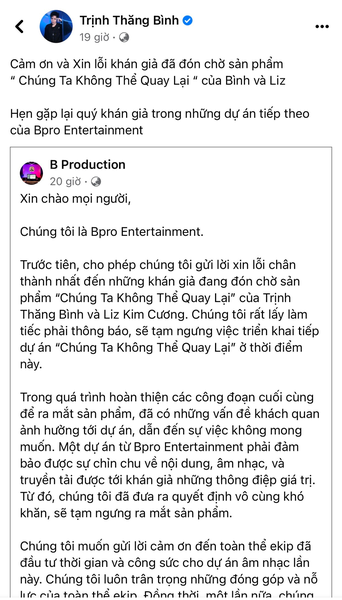 Trịnh Thăng Bình
19 giờ ·
Cảm ơn và Xin lỗi khán giả đã đón chờ sản phẩm
“ Chúng Ta Không Thể Quay Lại “ của Bình và Liz
Hẹn gặp lại quý khán giả trong những dự án tiếp theo
của Bpro Entertainment
B Production
20 giờ ·
Xin chào mọi người,
Chúng tôi là Bpro Entertainment.
Trước tiên, cho phép chúng tôi gửi lời xin lỗi chân
thành nhất đến những khán giả đang đón chờ sản
phẩm “Chúng Ta Không Thể Quay Lại” của Trịnh
Thăng Bình và Liz Kim Cương. Chúng tôi rất lấy làm
tiếc phải thông báo, sẽ tạm ngưng việc triển khai tiếp
dự án “Chúng Ta Không Thể Quay Lại” ở thời điểm
này.
Trong quá trình hoàn thiện các công đoạn cuối cùng
để ra mắt sản phẩm, đã có những vấn đề khách quan
ảnh hưởng tới dự án, dẫn đến sự việc không mong
muốn. Một dự án từ Bpro Entertainment phải đảm
bảo được sự chỉn chu về nội dung, âm nhạc, và
truyền tải được tới khán giả những thông điệp giá trị.
Từ đó, chúng tôi đã đưa ra quyết định vô cùng khó
khăn, sẽ tạm ngưng ra mắt sản phẩm.
Chúng tôi muốn gửi lời cảm ơn đến toàn thể ekip đã
đầu tư thời gian và công sức cho dự án âm nhạc lần
này. Chúng tôi luôn trân trọng những đóng góp và nỗ
lực của toàn thể ekip. Đồng thời, một lần nữa, chúng